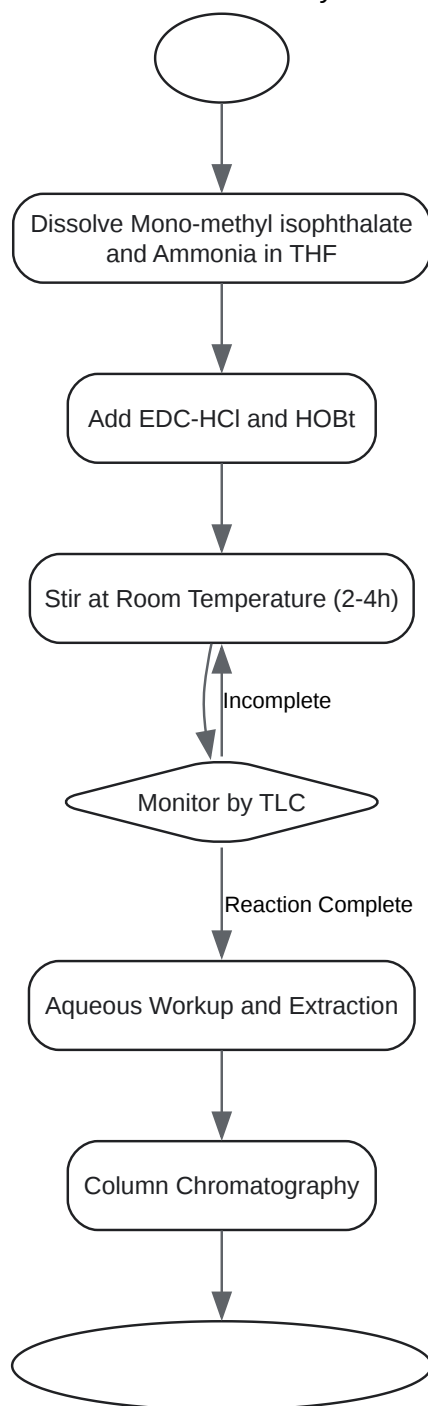 Dissolve Mono-methyl isophthalate
and Ammonia in THF
Add EDC-HCl and HOBt
Stir at Room Temperature (2-4h)
Incomplete
Monitor by TLC
Reaction Complete
Aqueous Workup and Extraction
Column Chromatography